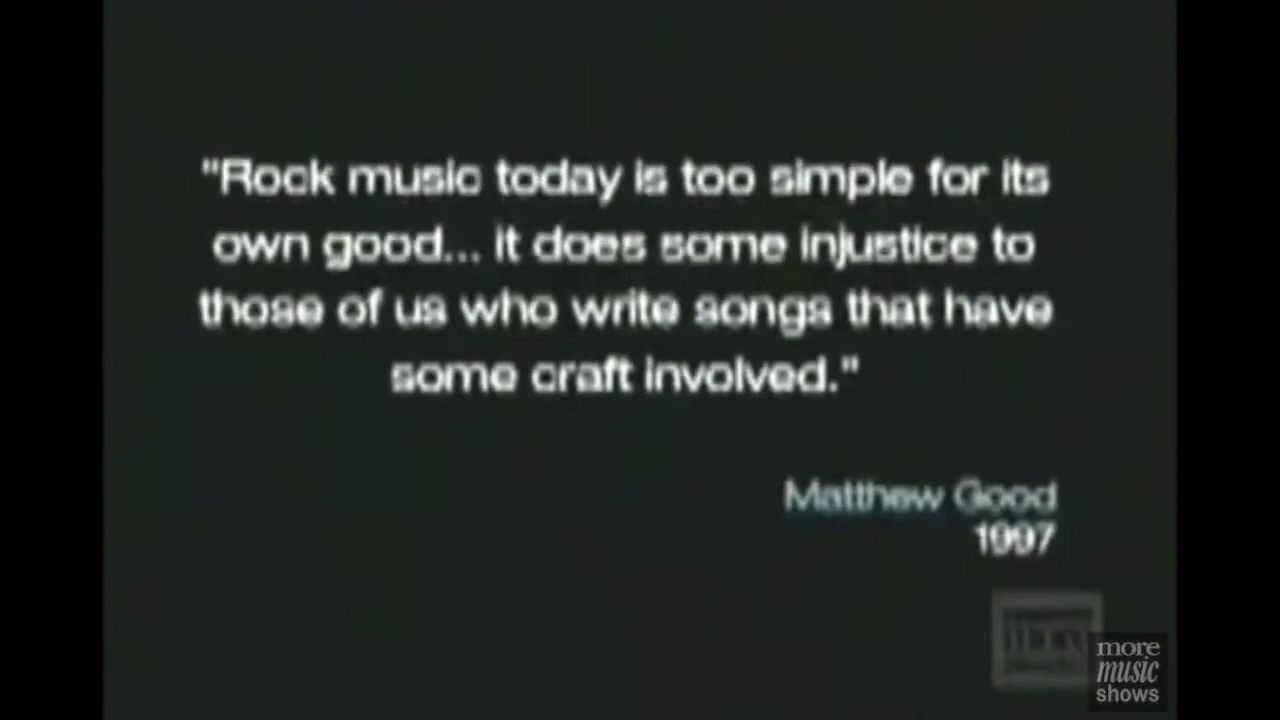 "Rock music today is too simple for its
own good... it does some injustice to
those of us who write songs that have
some craft involved."
Matthew Good
1997
more
music
shows